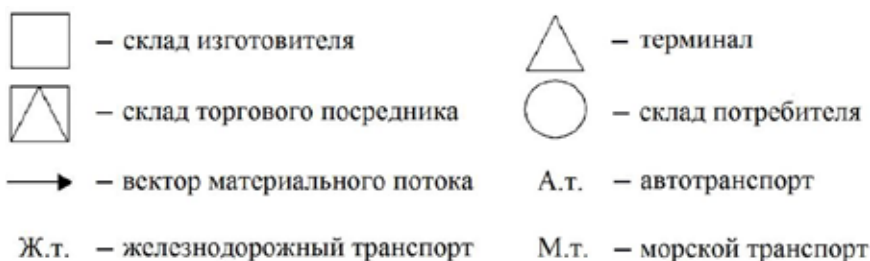 – склад изготовителя
– терминал
– склад торгового посредника
– склад потребителя
– вектор материального потока
А.т. – автотранспорт
Ж.т. – железнодорожный транспорт
М.т. – морской транспорт